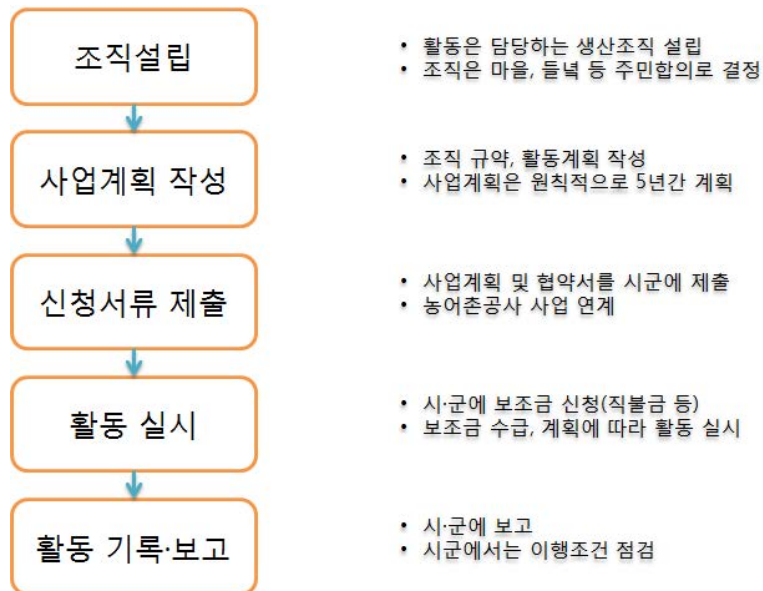 조직설립
• 활동은 담당하는 생산조직 설립
• 조직은 마을, 들녘 등 주민합의로 결정
사업계획 작성
• 조직 규약, 활동계획 작성
• 사업계획은 원칙적으로 5년간 계획
신청서류 제출
• 사업계획 및 협약서를 시군에 제출
• 농어촌공사 사업 연계
활동 실시
• 시·군에 보조금 신청(직불금 등)
• 보조금 수급, 계획에 따라 활동 실시
활동 기록·보고
• 시·군에 보고
• 시군에서는 이행조건 점검